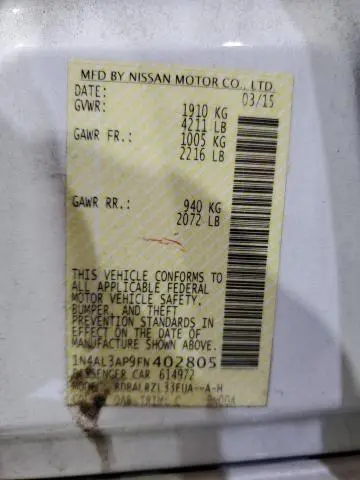 MFD BY NISSAN MOTOR CO., LTD
DATE: 03/15
GVWR: 1910 KG
4211 LB
GAWR FR.: 1005 KG
2216 LB
GAWR RR.: 940 KG
2072 LB
THIS VEHICLE CONFORMS TO
ALL APPLICABLE FEDERAL
MOTOR VEHICLE SAFETY,
BUMPER, AND THEFT
PREVENTION STANDARDS IN
EFFECT ON THE DATE OF
MANUFACTURE SHOWN ABOVE.
1N4AL3AP9FN402805
PASSENGER CAR 614972
A-H
TRIM: C